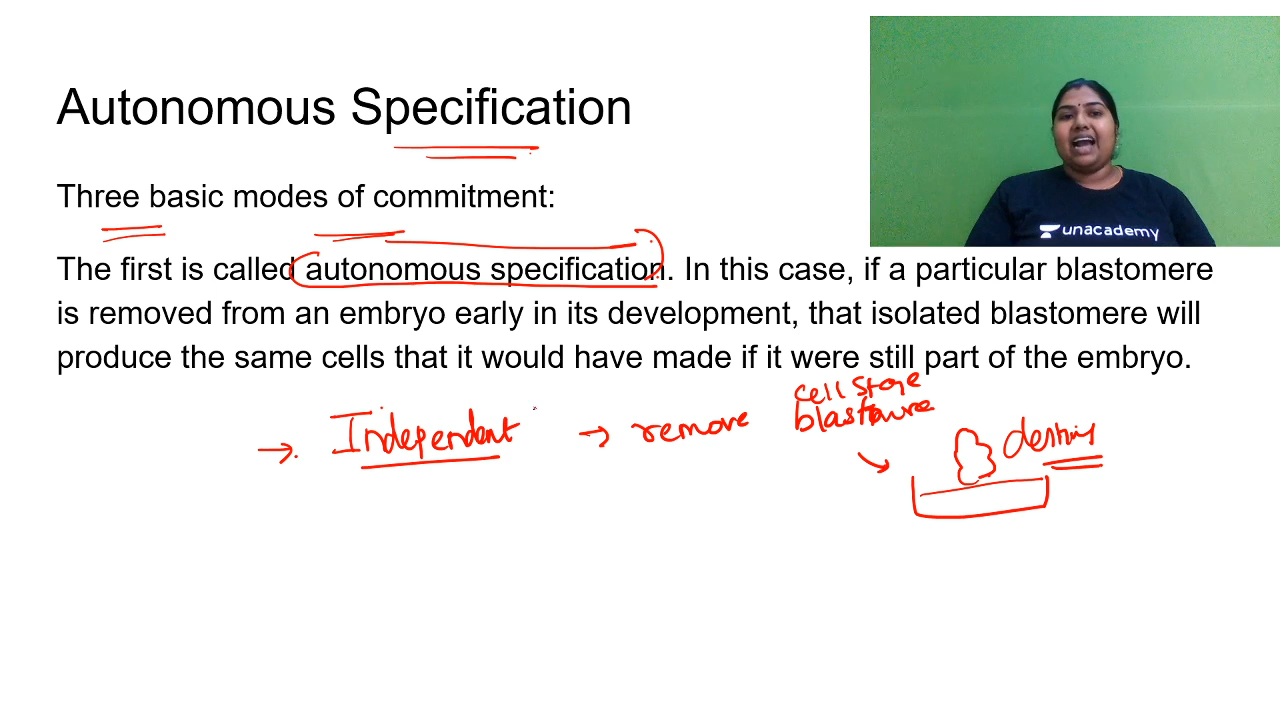 Autonomous Specification
unacademy
Three basic modes of commitment:
The first is called autonomous specification. In this case, if a particular blastomere
is removed from an embryo early in its development, that isolated blastomere will
produce the same cells that it would have made if it were still part of the embryo.
cell stage
→ Independent → remove blastomere
destiny